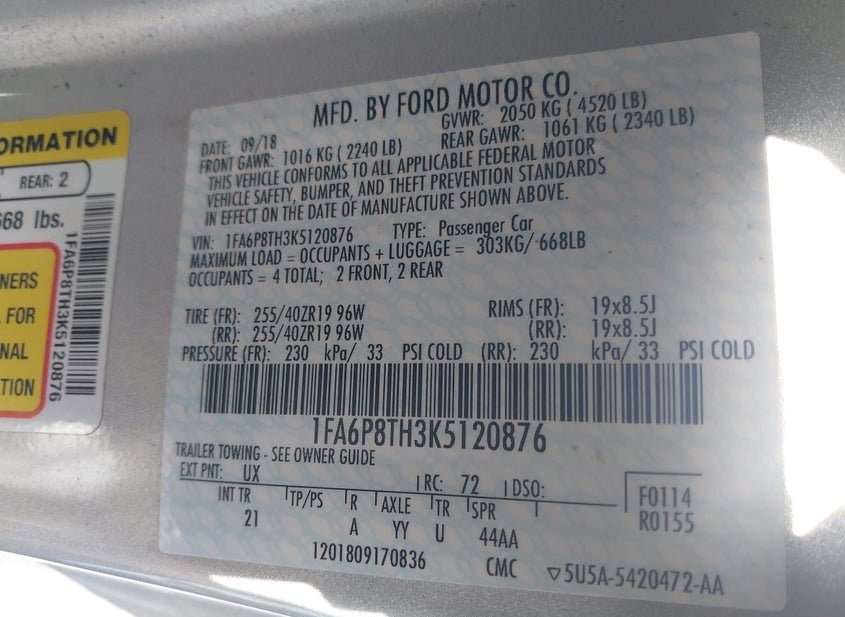 ORMATION
REAR: 2
668 lbs.
NERS
FOR
NAL
TION
1FA6P8TH3K5120876
MFD. BY FORD MOTOR CO.
DATE: 09/18 GVWR: 2050 KG ( 4520 LB)
FRONT GAWR: 1016 KG ( 2240 LB) REAR GAWR: 1061 KG ( 2340 LB)
THIS VEHICLE CONFORMS TO ALL APPLICABLE FEDERAL MOTOR
VEHICLE SAFETY, BUMPER, AND THEFT PREVENTION STANDARDS
IN EFFECT ON THE DATE OF MANUFACTURE SHOWN ABOVE.
VIN: 1FA6P8TH3K5120876 TYPE: Passenger Car
MAXIMUM LOAD = OCCUPANTS + LUGGAGE = 303KG/-668LB
OCCUPANTS = 4 TOTAL; 2 FRONT, 2 REAR
TIRE (FR): 255/40ZR19 96W RIMS (FR): 19x8.5J
(RR): 255/40ZR19 96W (RR): 19x8.5J
PRESSURE (FR): 230 kPa/ 33 PSI COLD (RR): 230 kPa/ 33 PSI COLD
1FA6P8TH3K5120876
TRAILER TOWING - SEE OWNER GUIDE
EXT PNT: UX RC: 72 DSO:
INT TR TP/PS R AXLE TR SPR
21 A YY U 44AA
F0114
R0155
1201809170836 CMC ▽5U5A-5420472-AA